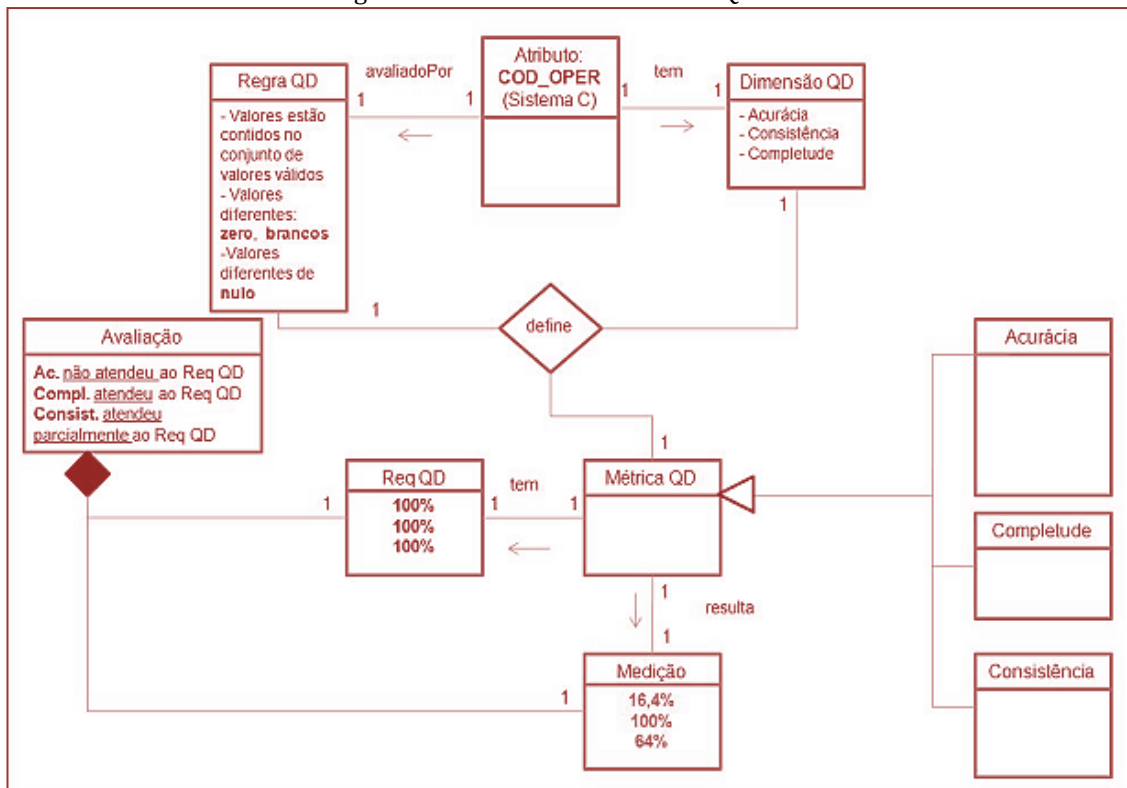 Regra QD
- Valores estão
contidos no
conjunto de
valores válidos
- Valores
diferentes:
zero, brancos
-Valores
diferentes de
nulo
avaliadoPor
1
1
Atributo:
COD_OPER
(Sistema C)
tem
1
1
Dimensão QD
- Acurácia
- Consistência
- Completude
1
1
define
Avaliação
Ac. não atendeu ao Req QD
Compl. atendeu ao Req QD
Consist. atendeu
parcialmente ao Req QD
1
Req QD
100%
100%
100%
tem
1
1
1
Métrica QD
1
resulta
1
Medição
16,4%
100%
64%
1
Acurácia
Completude
Consistência